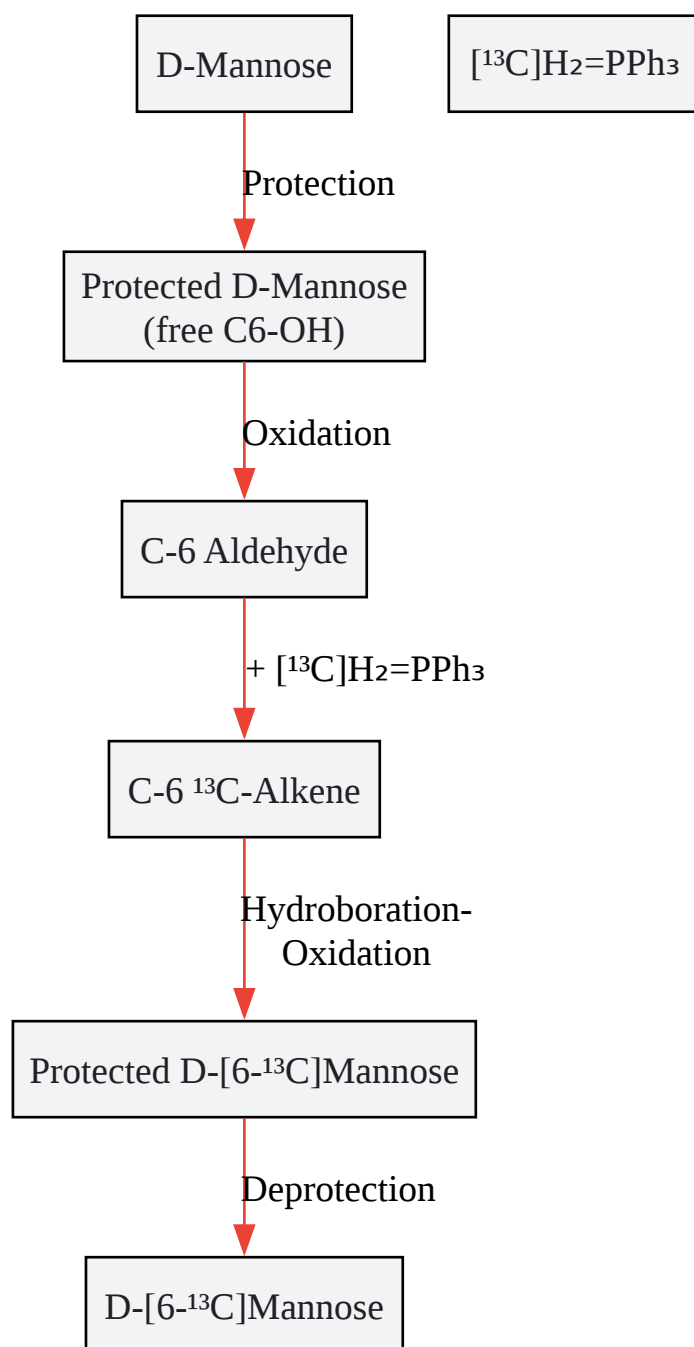 D-Mannose
[¹³C]H₂=PPh₃
Protection
Protected D-Mannose
(free C6-OH)
Oxidation
C-6 Aldehyde
+ [¹³C]H₂=PPh₃
C-6 ¹³C-Alkene
Hydroboration-
Oxidation
Protected D-[6-¹³C]Mannose
Deprotection
D-[6-¹³C]Mannose